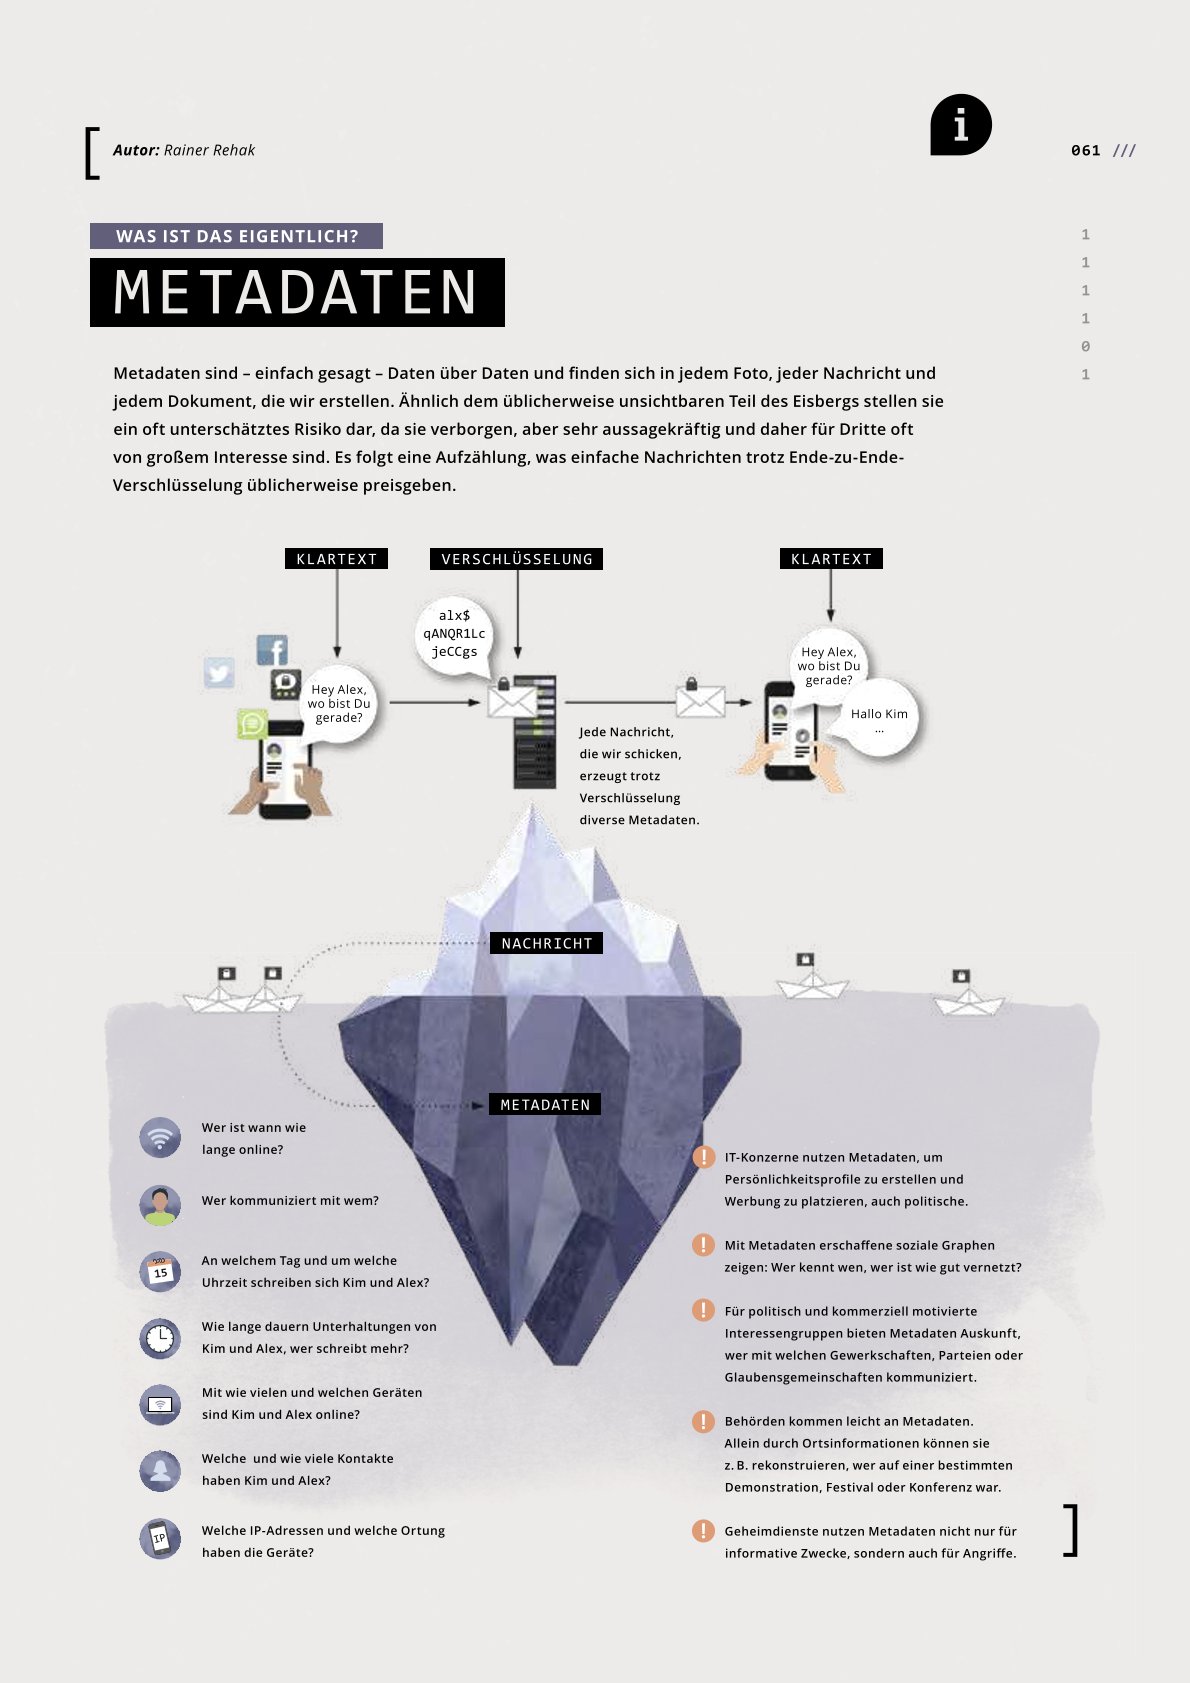 Autor: Rainer Rehak
i
061 ///
WAS IST DAS EIGENTLICH?
METADATEN
1
1
1
1
0
1
Metadaten sind – einfach gesagt – Daten über Daten und finden sich in jedem Foto, jeder Nachricht und
jedem Dokument, die wir erstellen. Ähnlich dem üblicherweise unsichtbaren Teil des Eisbergs stellen sie
ein oft unterschätztes Risiko dar, da sie verborgen, aber sehr aussagekräftig und daher für Dritte oft
von großem Interesse sind. Es folgt eine Aufzählung, was einfache Nachrichten trotz Ende-zu-Ende-
Verschlüsselung üblicherweise preisgeben.
KLARTEXT
VERSCHLÜSSELUNG
KLARTEXT
alx$
qANQR1Lc
jeCCgs
Hey Alex,
wo bist Du
gerade?
Hey Alex,
wo bist Du
gerade?
Hallo Kim
...
Jede Nachricht,
die wir schicken,
erzeugt trotz
Verschlüsselung
diverse Metadaten.
NACHRICHT
METADATEN
Wer ist wann wie
lange online?
Wer kommuniziert mit wem?
15
An welchem Tag und um welche
Uhrzeit schreiben sich Kim und Alex?
Wie lange dauern Unterhaltungen von
Kim und Alex, wer schreibt mehr?
Mit wie vielen und welchen Geräten
sind Kim und Alex online?
Welche und wie viele Kontakte
haben Kim und Alex?
IP
Welche IP-Adressen und welche Ortung
haben die Geräte?
! IT-Konzerne nutzen Metadaten, um
Persönlichkeitsprofile zu erstellen und
Werbung zu platzieren, auch politische.
! Mit Metadaten erschaffene soziale Graphen
zeigen: Wer kennt wen, wer ist wie gut vernetzt?
! Für politisch und kommerziell motivierte
Interessengruppen bieten Metadaten Auskunft,
wer mit welchen Gewerkschaften, Parteien oder
Glaubensgemeinschaften kommuniziert.
! Behörden kommen leicht an Metadaten.
Allein durch Ortsinformationen können sie
z. B. rekonstruieren, wer auf einer bestimmten
Demonstration, Festival oder Konferenz war.
! Geheimdienste nutzen Metadaten nicht nur für
informative Zwecke, sondern auch für Angriffe.